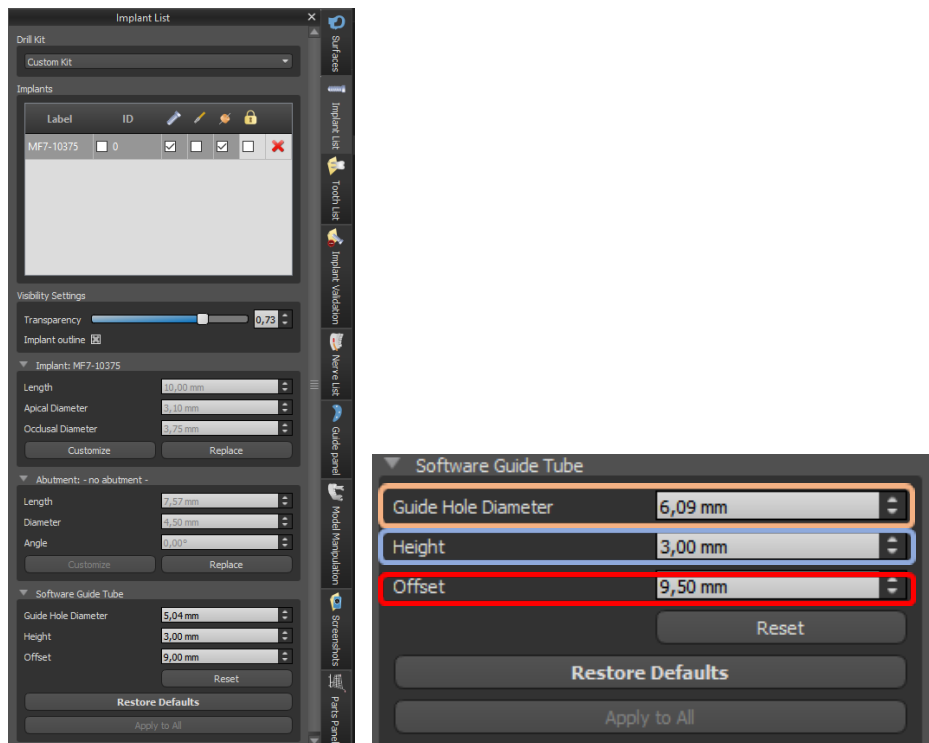 Implant List
Drill Kit
Custom Kit
Implants
Label ID
MF7-10375 0
Visibility Settings
Transparency 0,73
Implant outline
Implant: MF7-10375
Length 10,00 mm
Apical Diameter 3,10 mm
Occlusal Diameter 3,75 mm
Customize Replace
Abutment: - no abutment -
Length 7,57 mm
Diameter 4,50 mm
Angle 0,00°
Customize Replace
Software Guide Tube
Guide Hole Diameter 5,04 mm
Height 3,00 mm
Offset 9,00 mm
Reset
Restore Defaults
Apply to All
Surfaces
Implant List
Tooth List
Implant Validation
Nerve List
Guide panel
Model Manipulation
Screenshots
Parts Panel
Software Guide Tube
Guide Hole Diameter 6,09 mm
Height 3,00 mm
Offset 9,50 mm
Reset
Restore Defaults
Apply to All